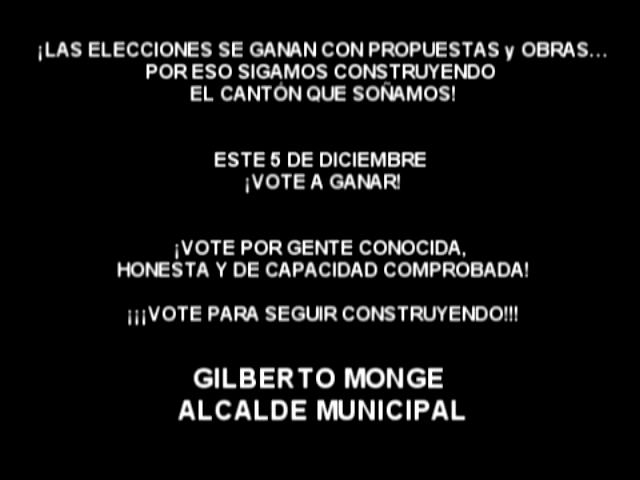 ¡LAS ELECCIONES SE GANAN CON PROPUESTAS y OBRAS...
POR ESO SIGAMOS CONSTRUYENDO
EL CANTÓN QUE SOÑAMOS!
ESTE 5 DE DICIEMBRE
¡VOTE A GANAR!
¡VOTE POR GENTE CONOCIDA,
HONESTA Y DE CAPACIDAD COMPROBADA!
¡¡¡VOTE PARA SEGUIR CONSTRUYENDO!!!
GILBERTO MONGE
ALCALDE MUNICIPAL